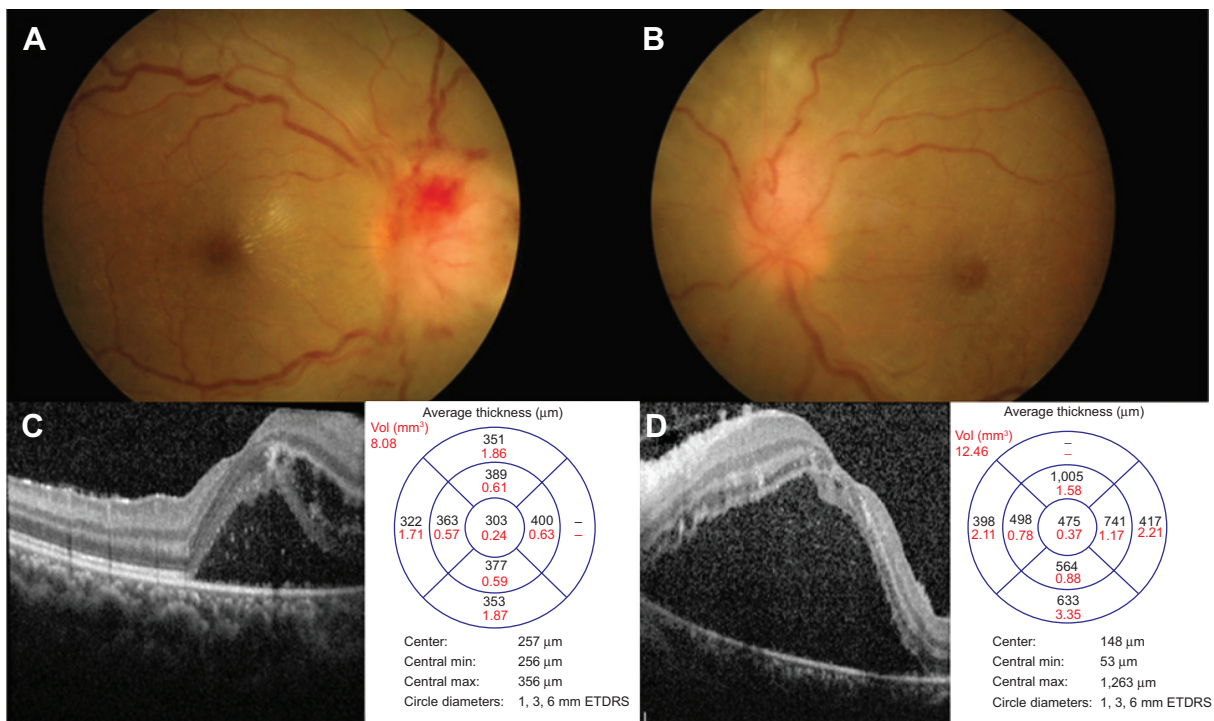 A
B
C
Average thickness (µm)
Vol (mm³)
8.08
351
1.86
389
0.61
322 363 303 400 –
1.71 0.57 0.24 0.63 –
377
0.59
353
1.87
Center: 257 µm
Central min: 256 µm
Central max: 356 µm
Circle diameters: 1, 3, 6 mm ETDRS
D
Average thickness (µm)
Vol (mm³)
12.46
–
–
1,005
1.58
398 498 475 741 417
2.11 0.78 0.37 1.17 2.21
564
0.88
633
3.35
Center: 148 µm
Central min: 53 µm
Central max: 1,263 µm
Circle diameters: 1, 3, 6 mm ETDRS